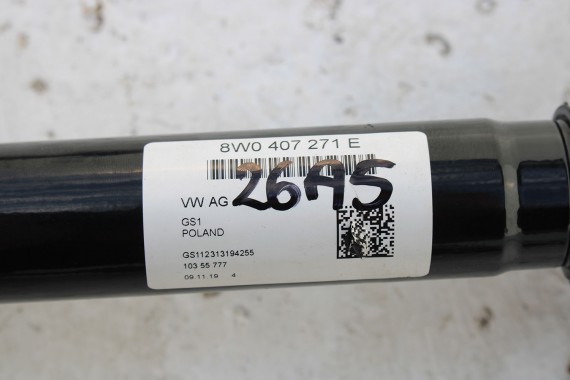 8W0 407 271 E
VW AG 26AS
GS1
POLAND
GS112313194255
103 55 777
09.11.19 4